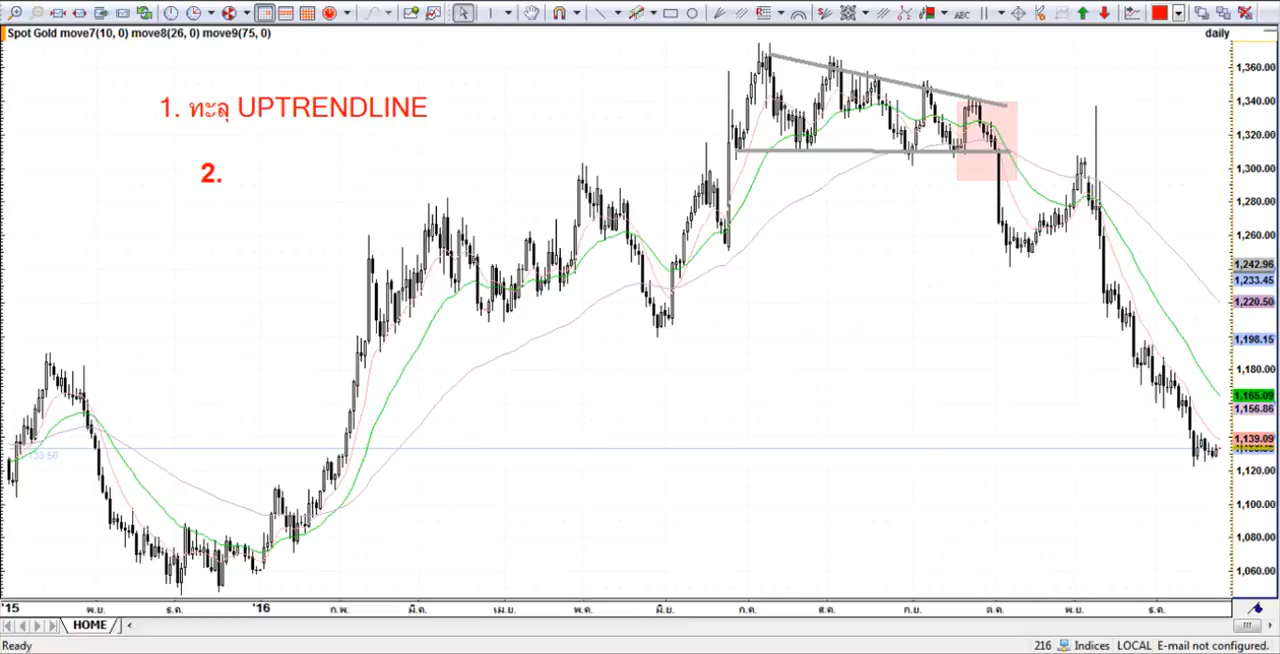 ABC
Spot Gold move7(10, 0) move8(26, 0) move9(75, 0)
daily
1. ทะลุ UPTRENDLINE
2.
1,360.00
1,340.00
1,320.00
1,300.00
1,280.00
1,260.00
1,242.96
1,233.45
1,220.50
1,198.15
1,180.00
1,165.09
1,156.86
1,139.09
1,120.00
1,100.00
1,080.00
1,060.00
'15 พ.ย. ธ.ค. '16 ก.พ. มี.ค. เม.ย. พ.ค. มิ.ย. ก.ค. ส.ค. ก.ย. ต.ค. พ.ย. ธ.ค.
HOME
Ready
216 Indices LOCAL E-mail not configured.